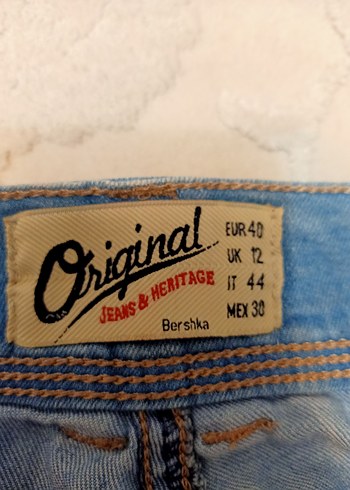 Original
JEANS & HERITAGE
Bershka
EUR 40
UK 12
IT 44
MEX 30